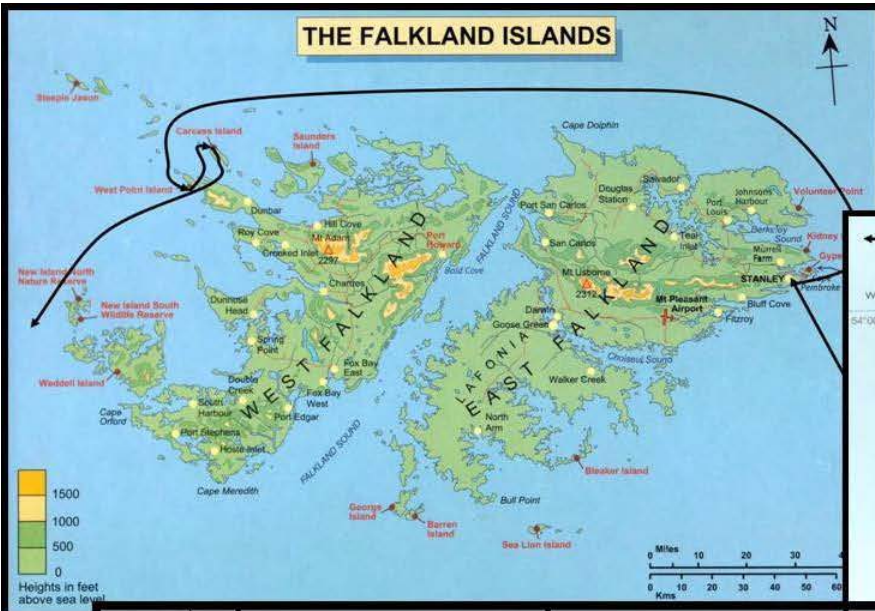 THE FALKLAND ISLANDS
N
Steeple Jason
Carcass Island
Saunders
Island
Cape Dolphin
West Point Island
Dunbar
Hill Cove
Roy Cove
Mt Adam
2297
Crooked Inlet
Port
Howard
Bold Cove
FALKLAND SOUND
Port San Carlos
San Carlos
Douglas
Station
Salvador
Teal
Inlet
Port
Louis
Johnsons
Harbour
Volunteer Point
Berkeley
Sound
Kidney
Murrell
Farm
Gype
STANLEY
Pembroke
Bluff Cove
Fitzroy
Mt Usborne
2312
Mt Pleasant
Airport
Darwin
Goose Green
Choiseul Sound
Walker Creek
LAFONIA
EAST FALKLAND
WEST FALKLAND
New Island North
Nature Reserve
New Island South
Wildlife Reserve
Chartres
Dunnose
Head
Spring
Point
Weddell Island
Fox Bay
East
Fox Bay
West
Double
Creek
South
Harbour
Port Edgar
Cape
Orford
Port Stephens
Hoste Inlet
Cape Meredith
FALKLAND SOUND
North
Arm
Bleaker Island
Bull Point
George
Island
Barren
Island
Sea Lion Island
1500
1000
500
0
Heights in feet
above sea level
0 Miles 10 20 30 4
0 10 20 30 40 50 60
Kms
W